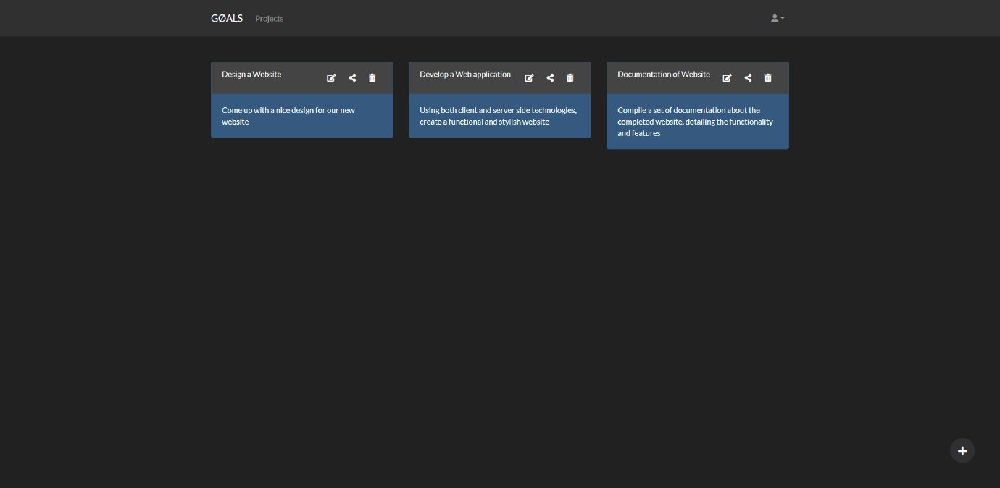 GØALS Projects
Design a Website
Come up with a nice design for our new
website
Develop a Web application
Using both client and server side technologies,
create a functional and stylish website
Documentation of Website
Compile a set of documentation about the
completed website, detailing the functionality
and features